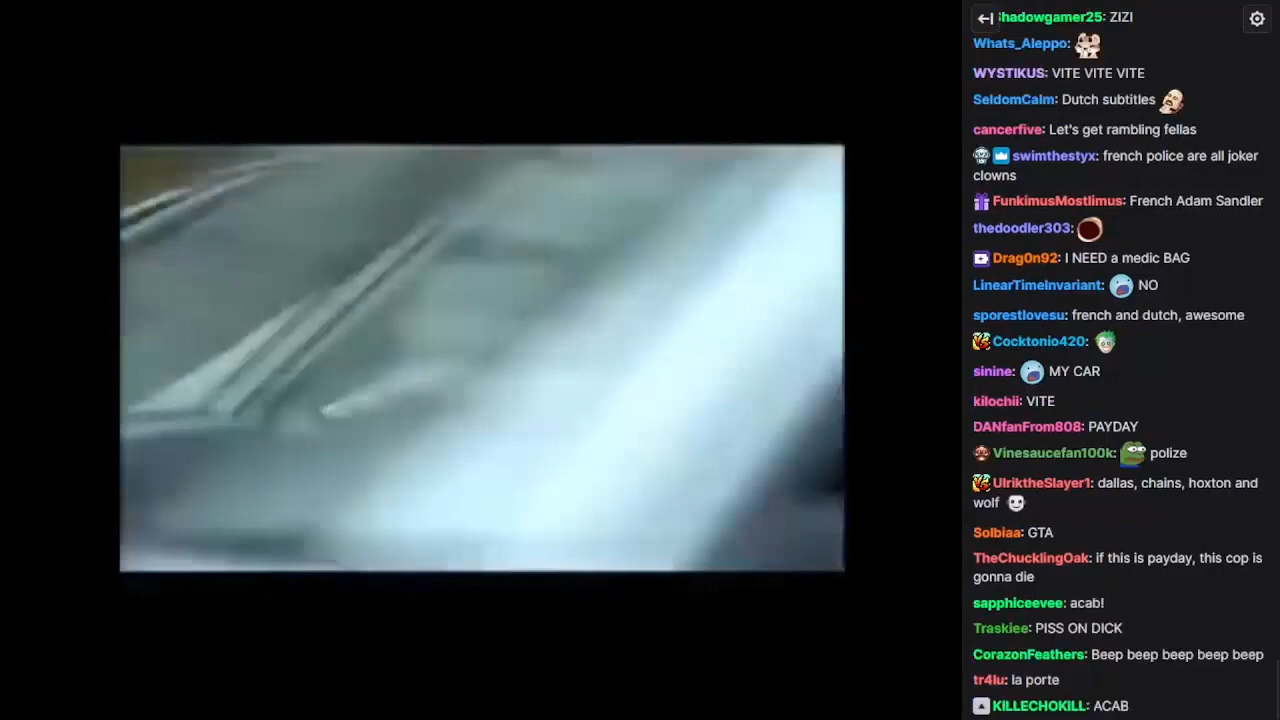 Shadowgamer25: ZIZI
Whats_Aleppo:
WYSTIKUS: VITE VITE VITE
SeldomCalm: Dutch subtitles
cancerfive: Let's get rambling fellas
swimthestyx: french police are all joker
clowns
FunkimusMostlimus: French Adam Sandler
thedoodler303:
Drag0n92: I NEED a medic BAG
LinearTimeInvariant: NO
sporestlovesu: french and dutch, awesome
Cocktonio420:
sinine: MY CAR
kilochii: VITE
DANfanFrom808: PAYDAY
Vinesaucefan100k: polize
UlriktheSlayer1: dallas, chains, hoxton and
wolf
Solbiaa: GTA
TheChucklingOak: if this is payday, this cop is
gonna die
sapphiceevee: acab!
Traskiee: PISS ON DICK
CorazonFeathers: Beep beep beep beep beep
tr4lu: la porte
KILLECHOKILL: ACAB